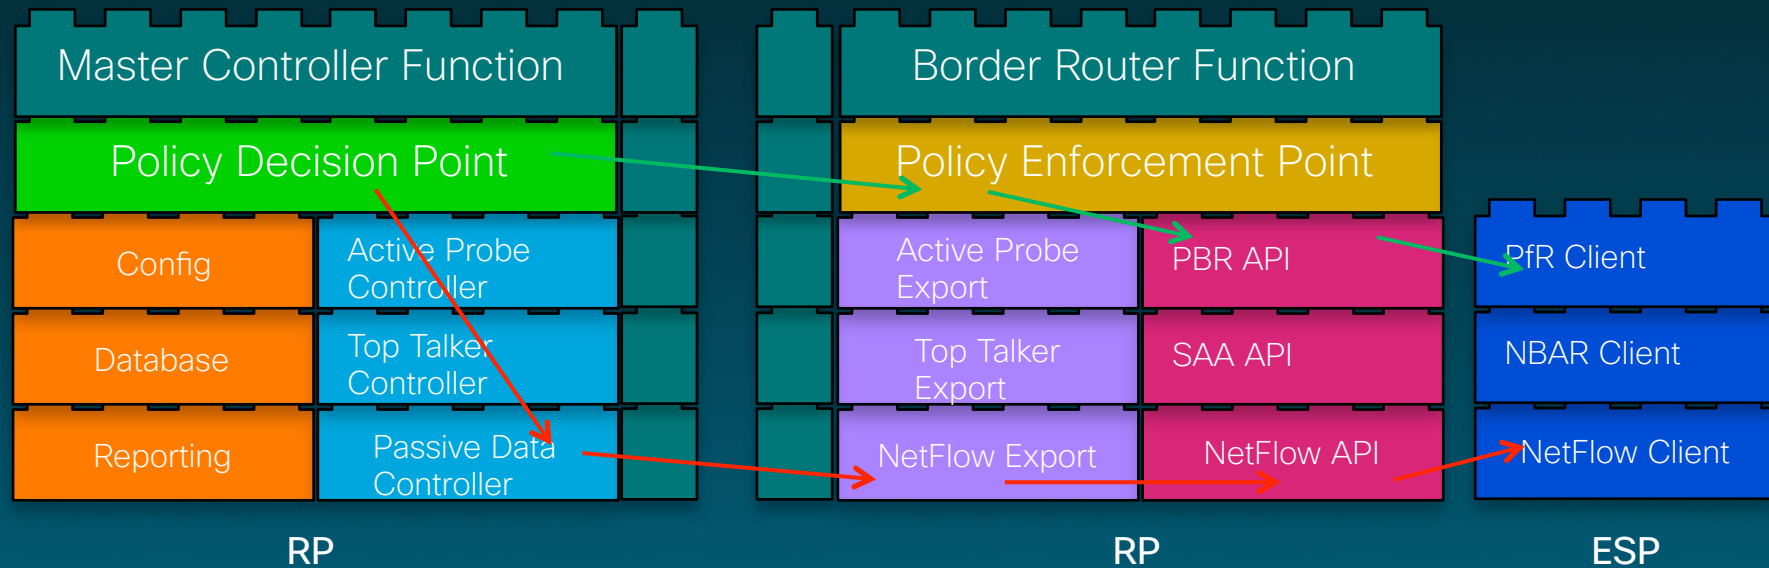 Master Controller Function
Policy Decision Point
Config
Active Probe
Controller
Database
Top Talker
Controller
Reporting
Passive Data
Controller
RP
Border Router Function
Policy Enforcement Point
Active Probe
Export
PBR API
Top Talker
Export
SAA API
NetFlow Export
NetFlow API
RP
PfR Client
NBAR Client
NetFlow Client
ESP